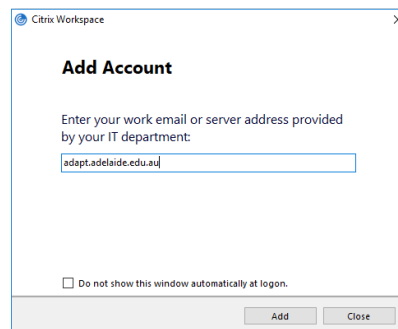 Citrix Workspace
Add Account
Enter your work email or server address provided
by your IT department:
adapt.adelaide.edu.au
Do not show this window automatically at logon.
Add Close